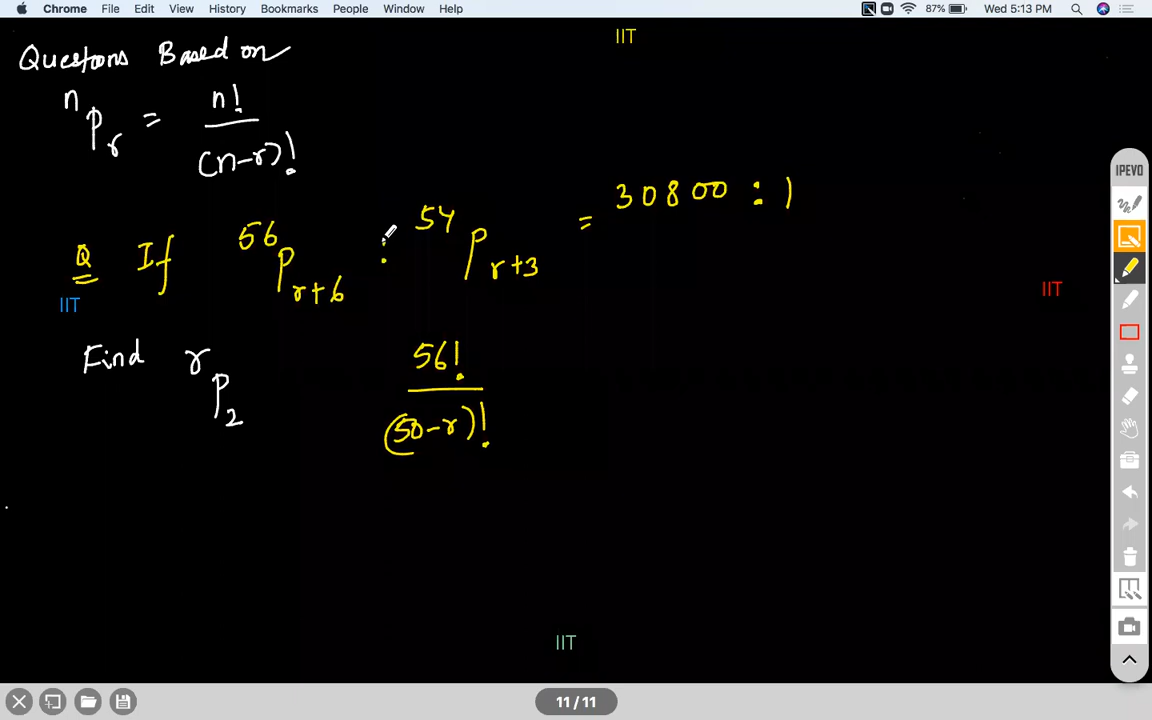 Chrome File Edit View History Bookmarks People Window Help 87% Wed 5:13 PM
IIT
Questoons Based on
nPr = n! / (n-r)!
IPEVO
Q If 56Pr+6 : 54Pr+3 = 30800 : 1
IIT
IIT
Find rP2
56! / (50-r)!
IIT
11/11